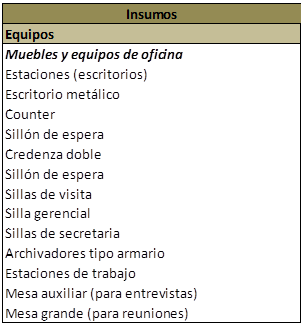 Insumos
Equipos
Muebles y equipos de oficina
Estaciones (escritorios)
Escritorio metálico
Counter
Sillón de espera
Credenza doble
Sillón de espera
Sillas de visita
Silla gerencial
Sillas de secretaria
Archivadores tipo armario
Estaciones de trabajo
Mesa auxiliar (para entrevistas)
Mesa grande (para reuniones)